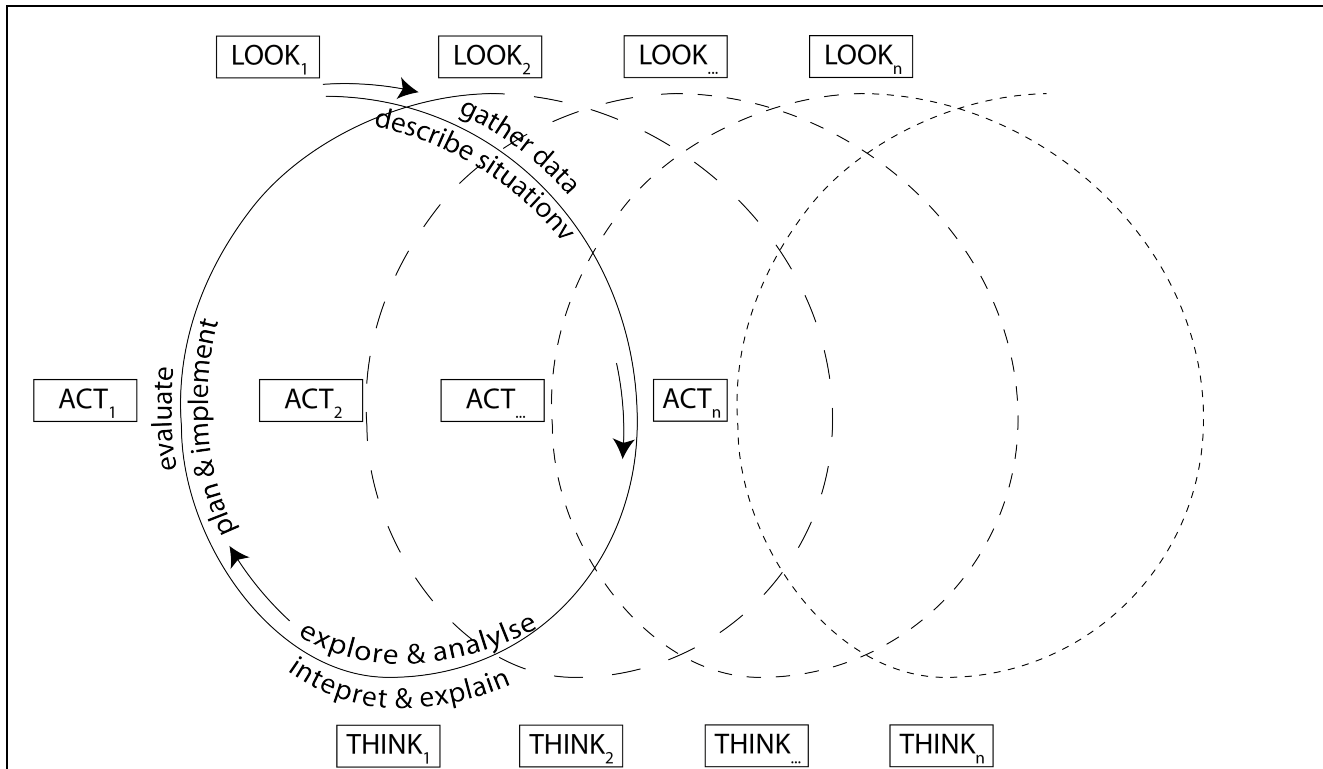 LOOK₁
LOOK₂
LOOK...
LOOKₙ
gather data
describe situationv
ACT₁
evaluate
plan & implement
ACT₂
ACT...
ACTₙ
explore & analylse
intepret & explain
THINK₁
THINK₂
THINK...
THINKₙ